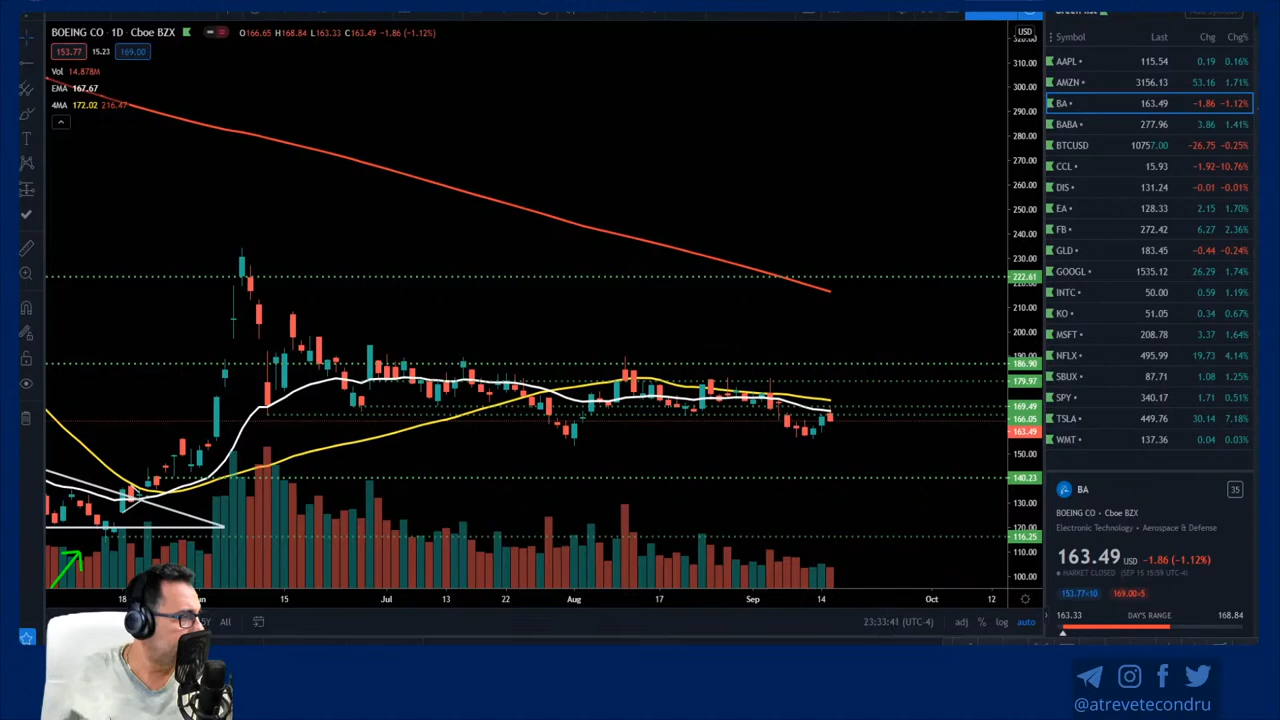 BOEING CO · 1D · Cboe BZX O166.65 H168.84 L163.33 C163.49 −1.86 (−1.12%)
153.77 15.23 169.00
Vol 14.878M
EMA 167.67
4MA 172.02 216.47
USD
310.00
300.00
290.00
280.00
270.00
260.00
250.00
240.00
230.00
222.61
210.00
200.00
190.00
186.90
179.97
169.49
166.05
163.49
150.00
140.23
130.00
120.00
116.25
110.00
100.00
18
15
Jul
13
22
Aug
17
Sep
14
Oct
12
5Y All
23:33:41 (UTC-4) adj % log auto
Symbol Last Chg Chg%
AAPL 115.54 0.19 0.16%
AMZN 3156.13 53.16 1.71%
BA 163.49 −1.86 −1.12%
BABA 277.96 3.86 1.41%
BTCUSD 10757.00 −26.75 −0.25%
CCL 15.93 −1.92 −10.76%
DIS 131.24 −0.01 −0.01%
EA 128.33 2.15 1.70%
FB 272.42 6.27 2.36%
GLD 183.45 −0.44 −0.24%
GOOGL 1535.12 26.29 1.74%
INTC 50.00 0.59 1.19%
KO 51.05 0.34 0.67%
MSFT 208.78 3.37 1.64%
NFLX 495.99 19.73 4.14%
SBUX 87.71 1.08 1.25%
SPY 340.17 1.71 0.51%
TSLA 449.76 30.14 7.18%
WMT 137.36 0.04 0.03%
BA 35
BOEING CO • Cboe BZX
Electronic Technology • Aerospace & Defense
163.49 USD −1.86 (−1.12%)
MARKET CLOSED (SEP 15 15:59 UTC-4)
153.77×10 169.00×5
163.33 DAY'S RANGE 168.84
@atrevetecondru